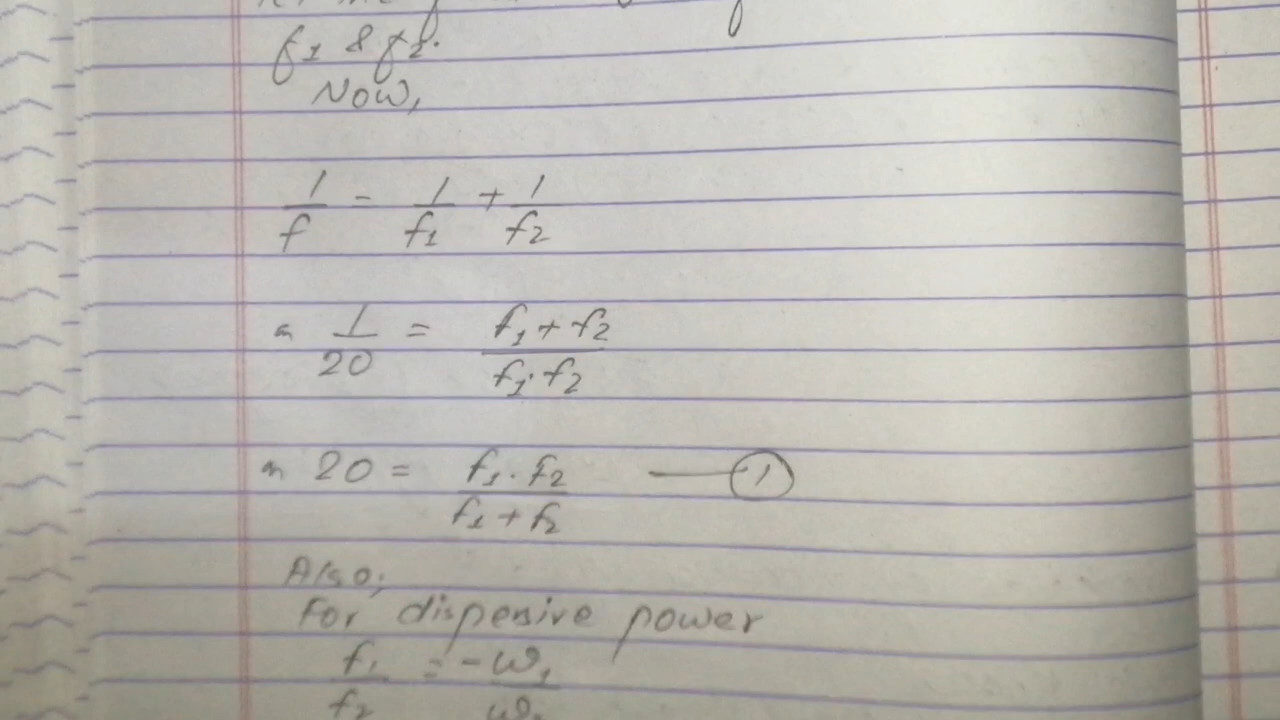 f1 & f2.
Now,
1/f = 1/f1 + 1/f2
1/20 = f1 + f2 / f1 . f2
20 = f1 . f2 / f1 + f2 — 1
Also,
For dispersive power
f1 / f2 = -ω1 / ω2